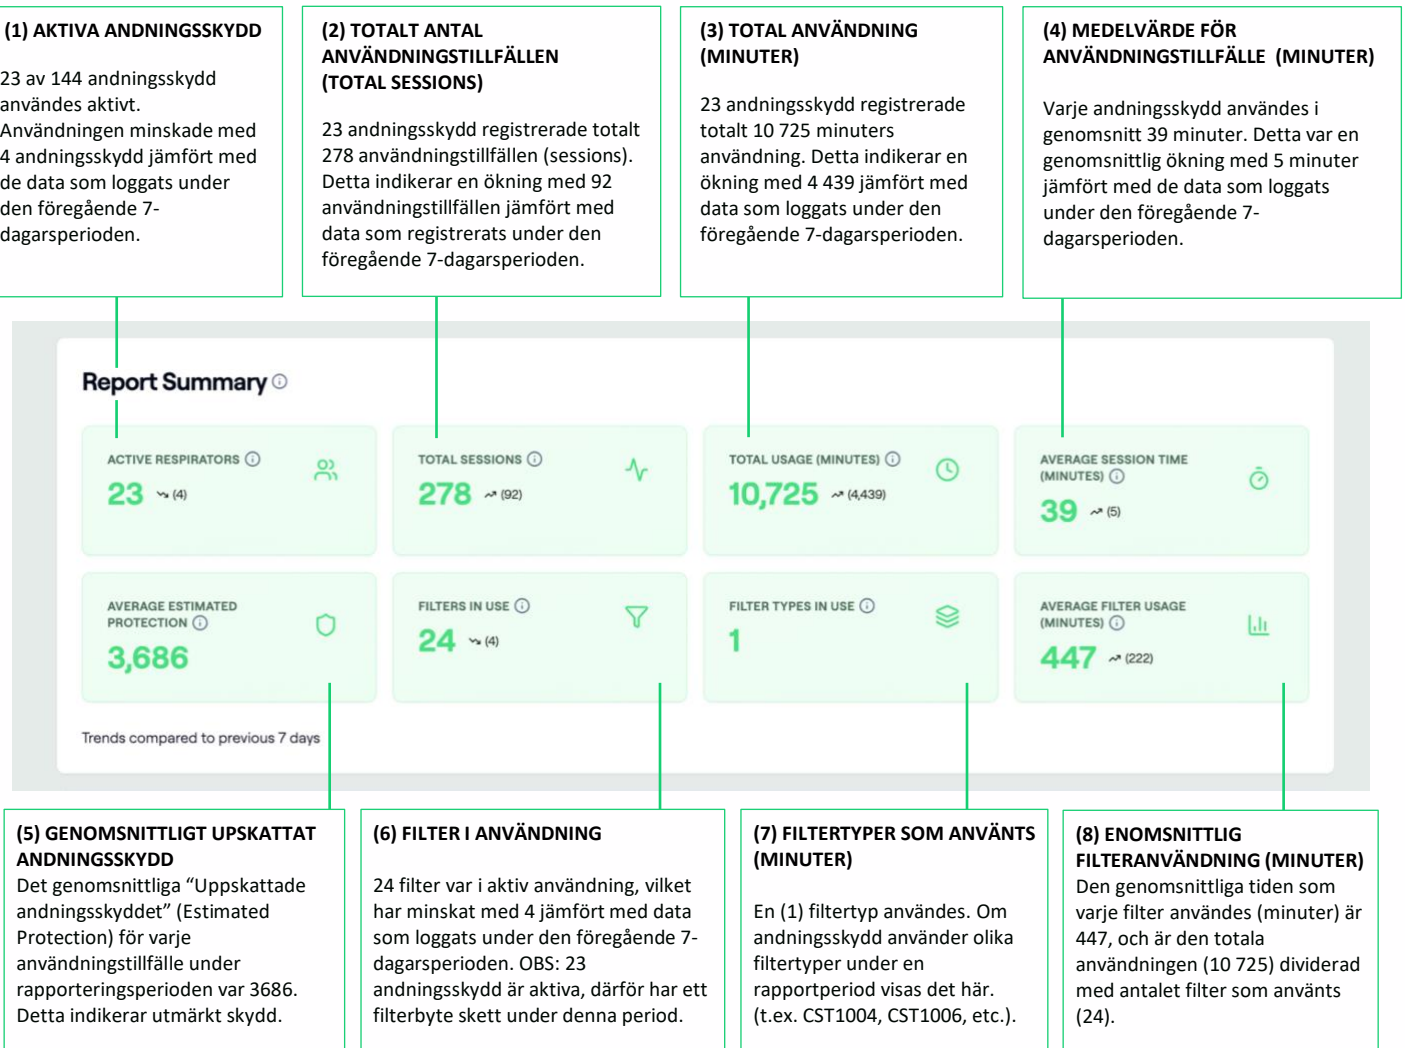 (1) AKTIVA ANDNINGSSKYDD
23 av 144 andningsskydd
användes aktivt.
Användningen minskade med
4 andningsskydd jämfört med
de data som loggats under
den föregående 7-
dagarsperioden.
(2) TOTALT ANTAL
ANVÄNDNINGSTILLFÄLLEN
(TOTAL SESSIONS)
23 andningsskydd registrerade totalt
278 användningstillfällen (sessions).
Detta indikerar en ökning med 92
användningstillfällen jämfört med
data som registrerats under den
föregående 7-dagarsperioden.
(3) TOTAL ANVÄNDNING
(MINUTER)
23 andningsskydd registrerade
totalt 10 725 minuters
användning. Detta indikerar en
ökning med 4 439 jämfört med
data som loggats under den
föregående 7-dagarsperioden.
(4) MEDELVÄRDE FÖR
ANVÄNDNINGSTILLFÄLLE (MINUTER)
Varje andningsskydd användes i
genomsnitt 39 minuter. Detta var en
genomsnittlig ökning med 5 minuter
jämfört med de data som loggats
under den föregående 7-
dagarsperioden.
Report Summary
ACTIVE RESPIRATORS
23 (4)
TOTAL SESSIONS
278 (92)
TOTAL USAGE (MINUTES)
10,725 (4,439)
AVERAGE SESSION TIME
(MINUTES)
39 (5)
AVERAGE ESTIMATED
PROTECTION
3,686
FILTERS IN USE
24 (4)
FILTER TYPES IN USE
1
AVERAGE FILTER USAGE
(MINUTES)
447 (222)
Trends compared to previous 7 days
(5) GENOMSNITTLIGT UPSKATTAT
ANDNINGSSKYDD
Det genomsnittliga “Uppskattade
andningsskyddet” (Estimated
Protection) för varje
användningstillfälle under
rapporteringsperioden var 3686.
Detta indikerar utmärkt skydd.
(6) FILTER I ANVÄNDNING
24 filter var i aktiv användning, vilket
har minskat med 4 jämfört med data
som loggats under den föregående 7-
dagarsperioden. OBS: 23
andningsskydd är aktiva, därför har ett
filterbyte skett under denna period.
(7) FILTERTYPER SOM ANVÄNTS
(MINUTER)
En (1) filtertyp användes. Om
andningsskydd använder olika
filtertyper under en
rapportperiod visas det här.
(t.ex. CST1004, CST1006, etc.).
(8) ENOMSNITTLIG
FILTERANVÄNDNING (MINUTER)
Den genomsnittliga tiden som
varje filter användes (minuter) är
447, och är den totala
användningen (10 725) dividerad
med antalet filter som använts
(24).